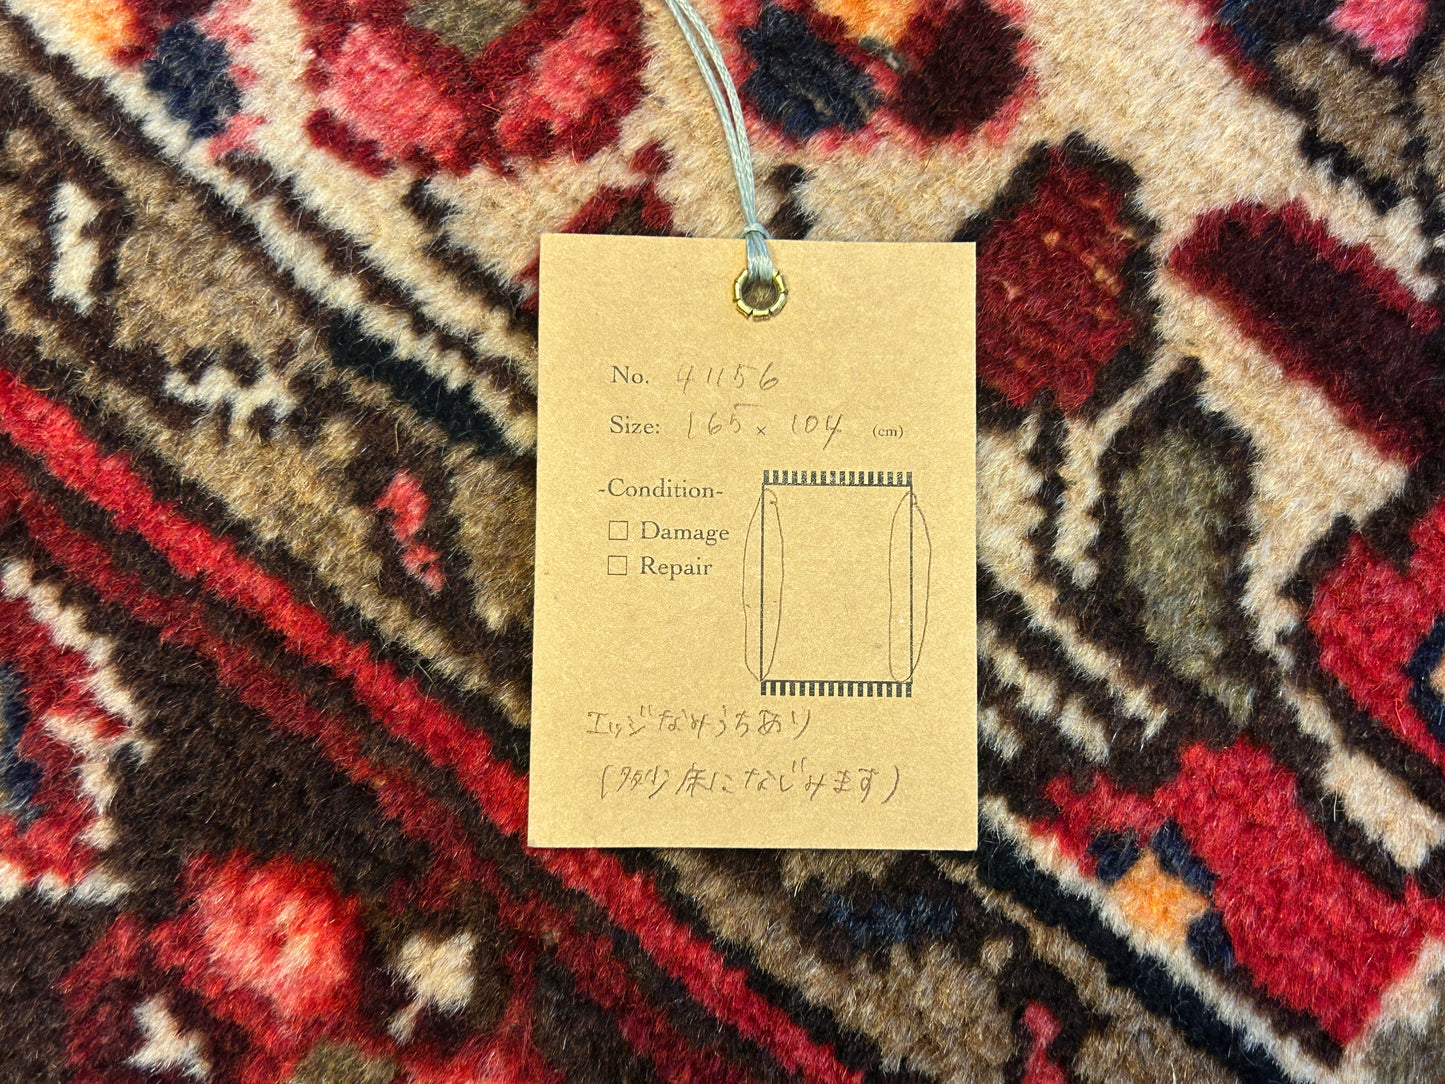 No. 41156
Size: 165 × 104 (cm)
-Condition-
□ Damage
□ Repair
エッジなみうちあり
(多少床になじみます)